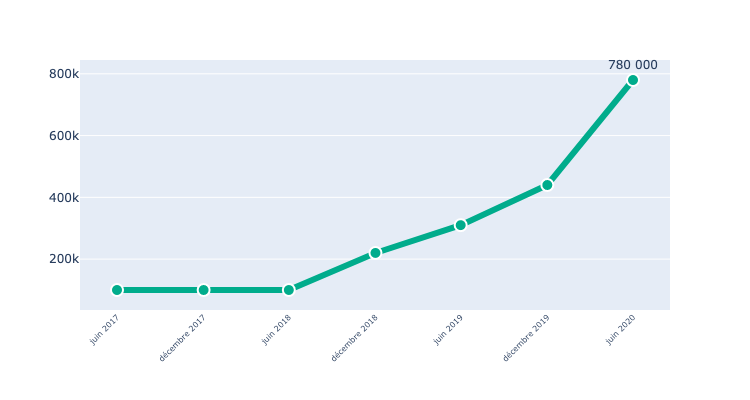 780 000
800k
600k
400k
200k
juin 2017
décembre 2017
juin 2018
décembre 2018
juin 2019
décembre 2019
juin 2020